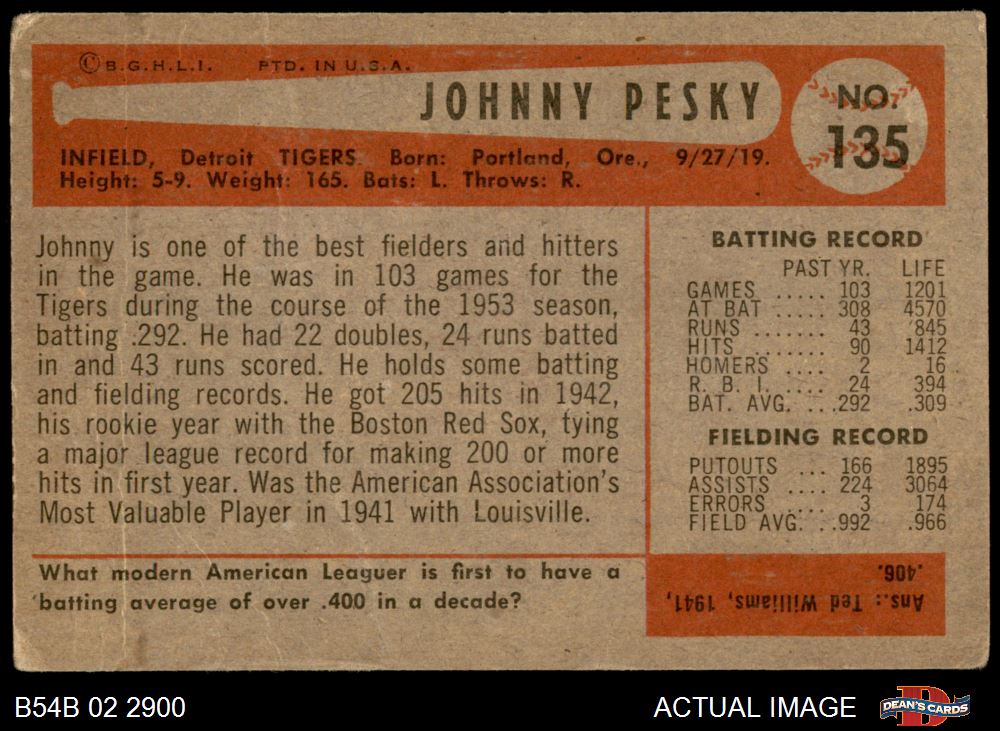 ©B.G.H.L.I. PTD. IN U.S.A.
JOHNNY PESKY
NO.
135
INFIELD, Detroit TIGERS. Born: Portland, Ore., 9/27/19.
Height: 5-9. Weight: 165. Bats: L. Throws: R.
Johnny is one of the best fielders and hitters
in the game. He was in 103 games for the
Tigers during the course of the 1953 season,
batting .292. He had 22 doubles, 24 runs batted
in and 43 runs scored. He holds some batting
and fielding records. He got 205 hits in 1942,
his rookie year with the Boston Red Sox, tying
a major league record for making 200 or more
hits in first year. Was the American Association's
Most Valuable Player in 1941 with Louisville.
BATTING RECORD
PAST YR. LIFE
GAMES ..... 103 1201
AT BAT ..... 308 4570
RUNS ....... 43 845
HITS ....... 90 1412
HOMERS .... 2 16
R. B. I. .... 24 394
BAT. AVG. ...292 .309
FIELDING RECORD
PUTOUTS ... 166 1895
ASSISTS .... 224 3064
ERRORS .... 3 174
FIELD AVG. ..992 .966
What modern American Leaguer is first to have a
batting average of over .400 in a decade?
Ans.: Ted Williams, 1941,
.406.
B54B 02 2900
ACTUAL IMAGE
D
DEAN'S CARDS